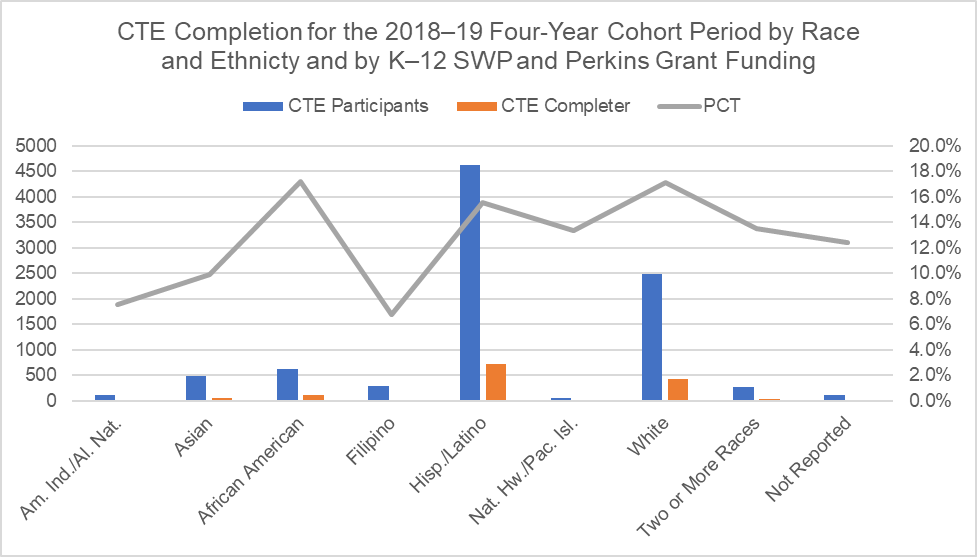 CTE Completion for the 2018–19 Four-Year Cohort Period by Race
and Ethnicty and by K–12 SWP and Perkins Grant Funding
CTE Participants CTE Completer PCT
5000
4500
4000
3500
3000
2500
2000
1500
1000
500
0
20.0%
18.0%
16.0%
14.0%
12.0%
10.0%
8.0%
6.0%
4.0%
2.0%
0.0%
Am. Ind./Al. Nat.
Asian
African American
Filipino
Hisp./Latino
Nat. Hw./Pac. Isl.
White
Two or More Races
Not Reported